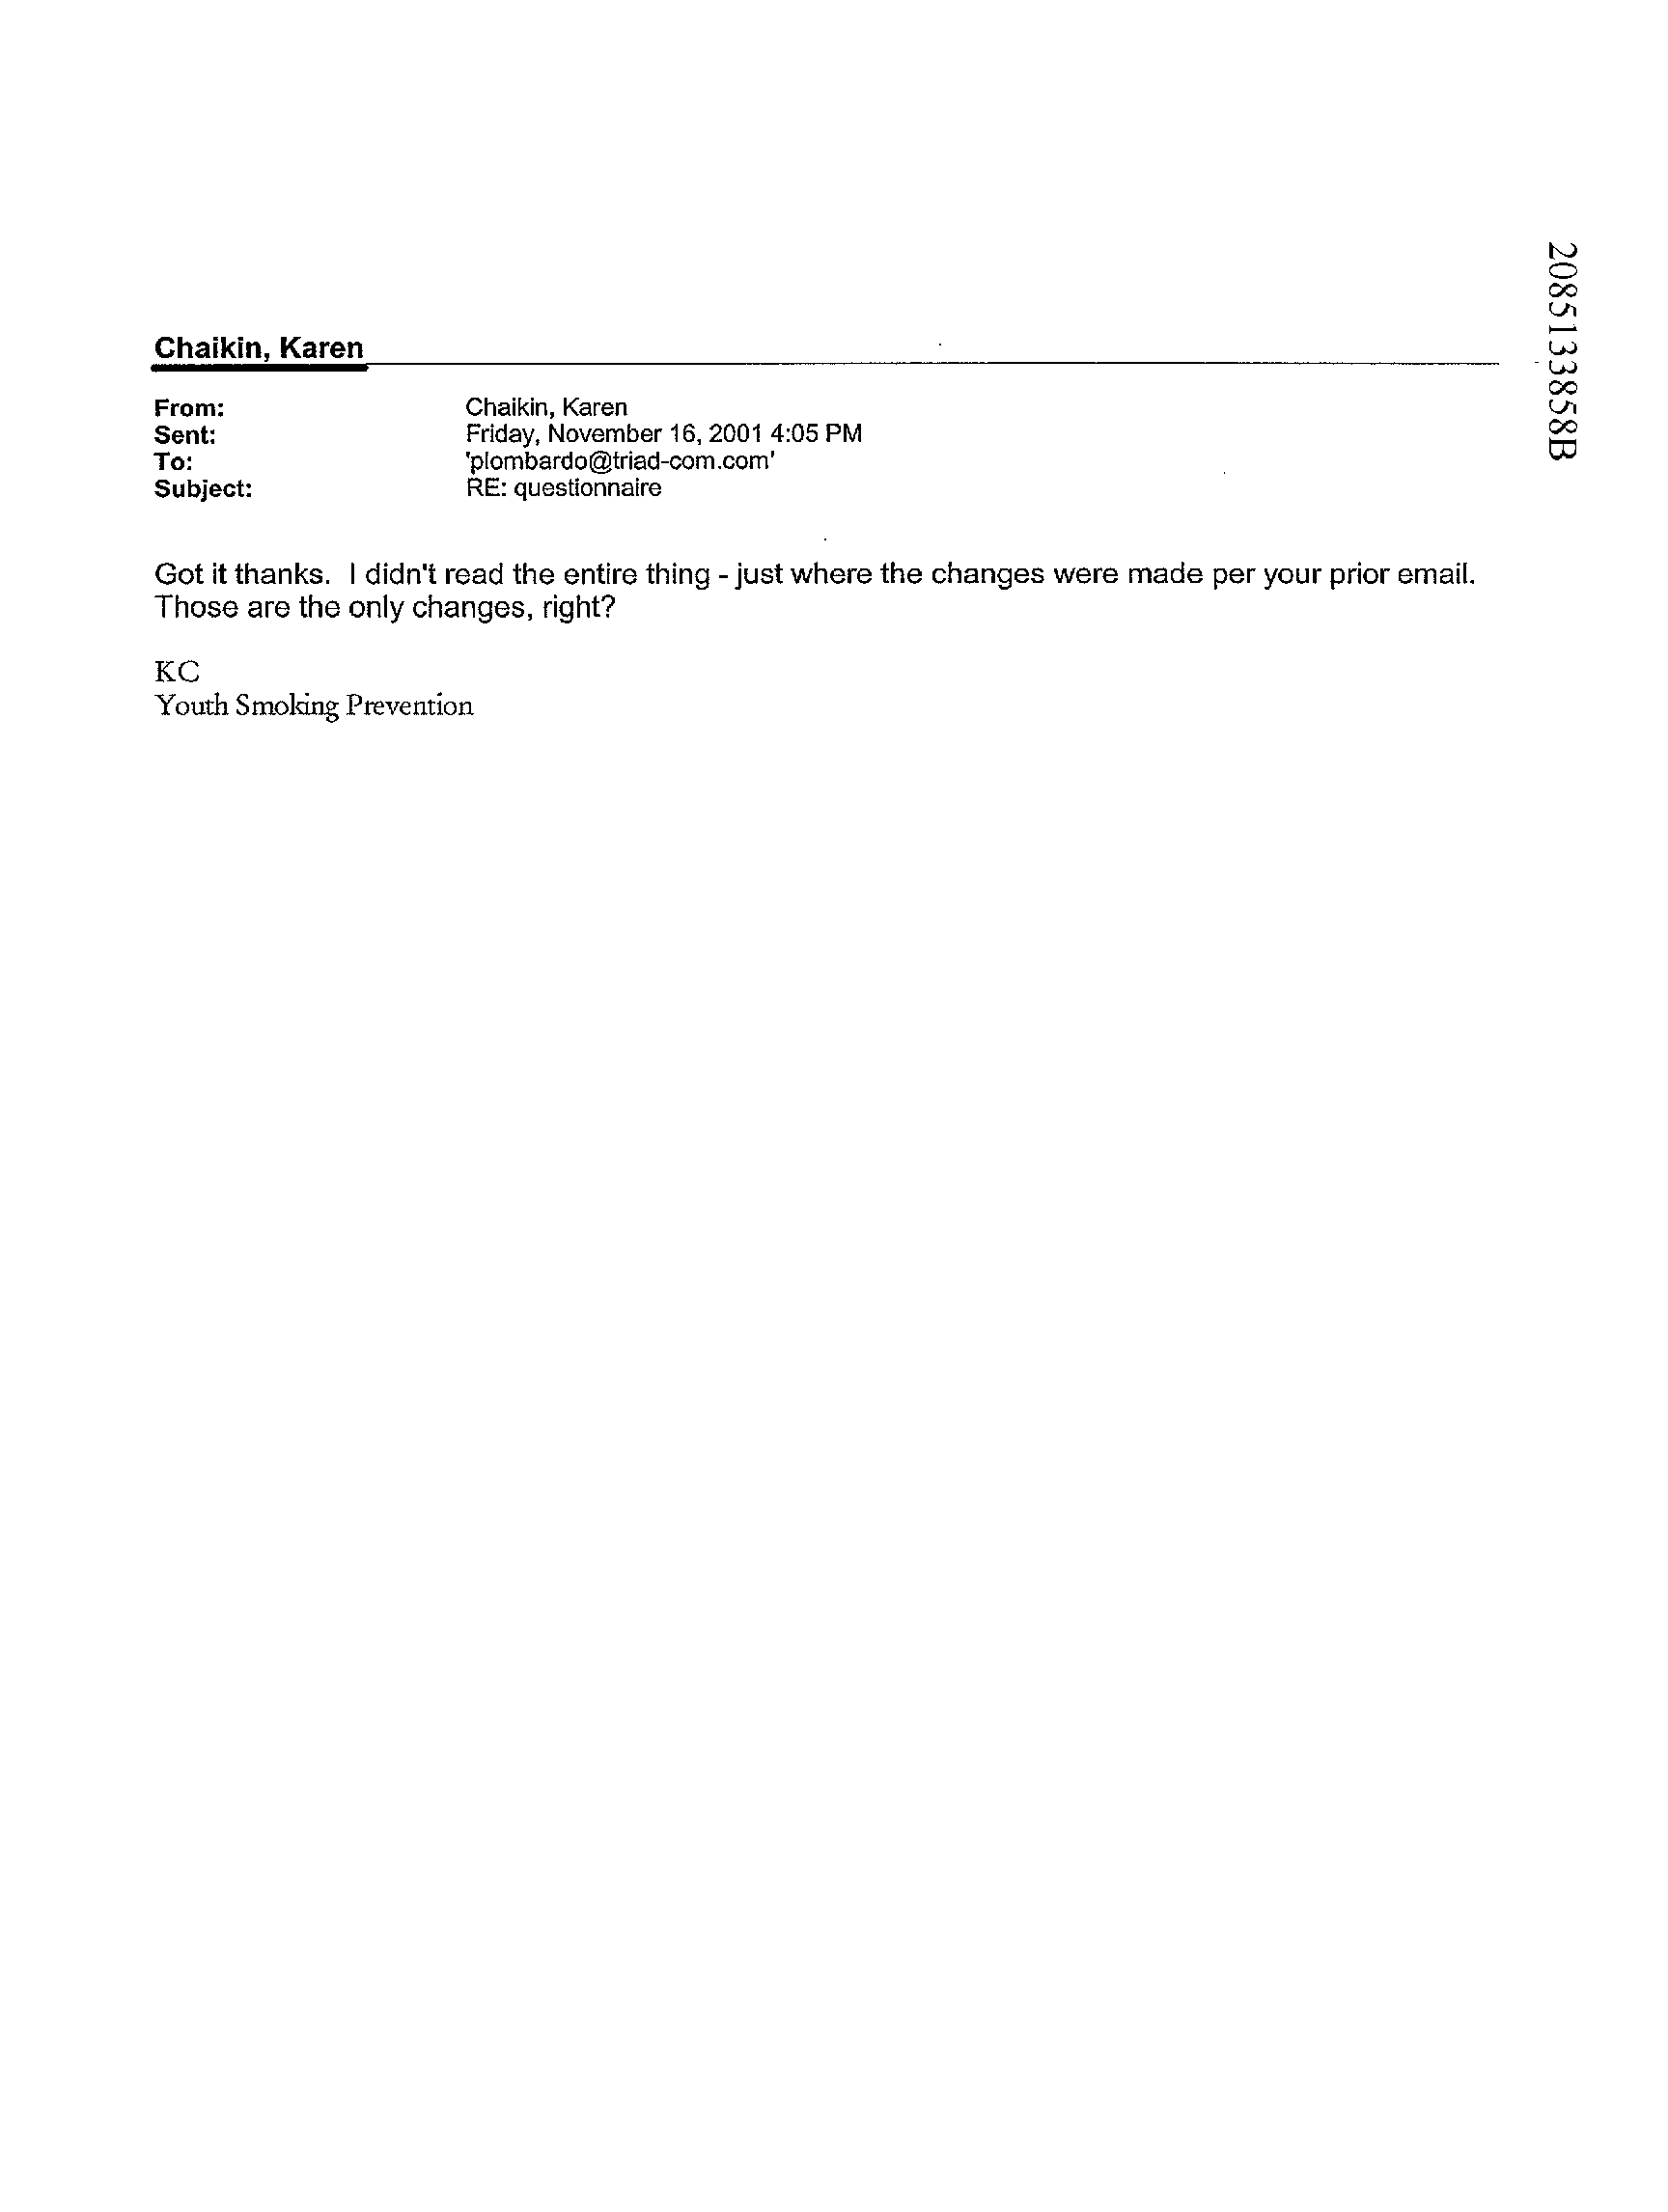 2085133858B
Chaikin, Karen
From: Chaikin, Karen
Sent: Friday, November 16, 2001 4:05 PM
To: 'plombardo@triad-com.com'
Subject: RE: questionnaire
Got it thanks. I didn't read the entire thing - just where the changes were made per your prior email.
Those are the only changes, right?
KC
Youth Smoking Prevention